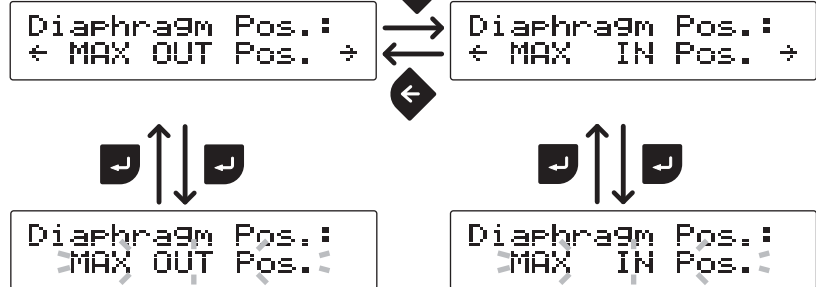 Diaphragm Pos.:
← MAX OUT Pos. →
Diaphragm Pos.:
← MAX IN Pos. →
Diaphragm Pos.:
MAX OUT Pos.
Diaphragm Pos.:
MAX IN Pos.